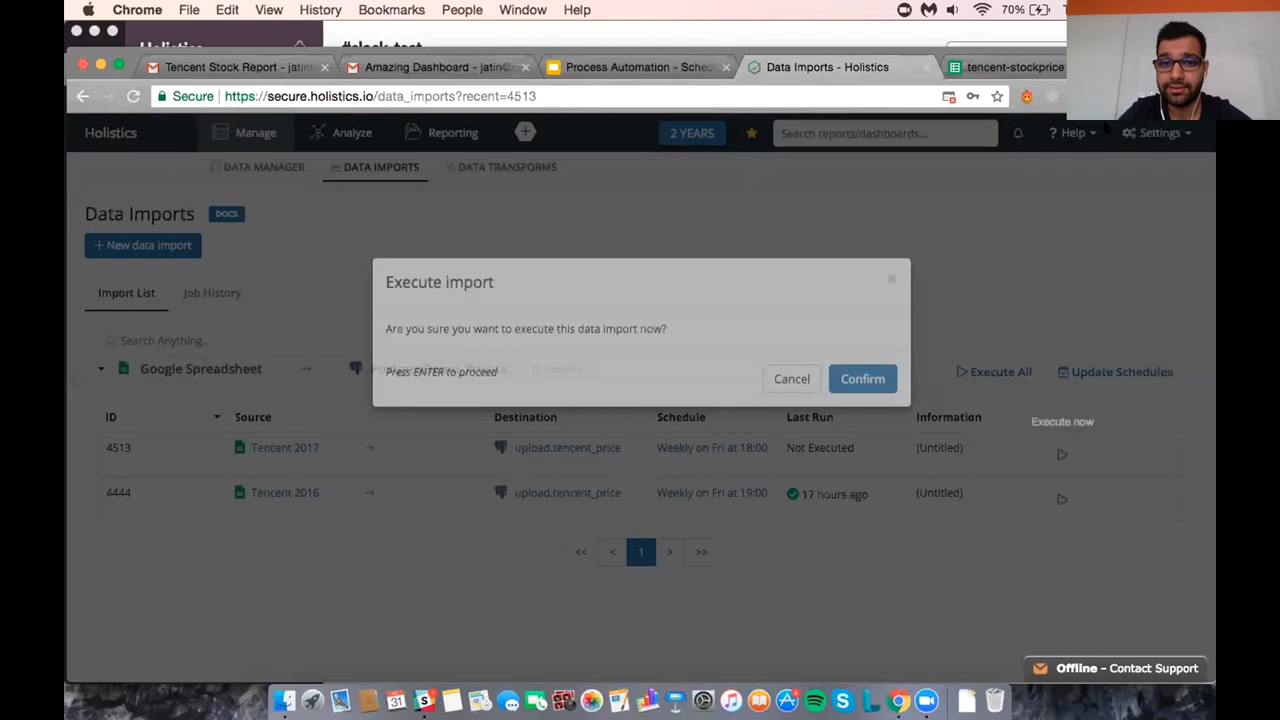 Chrome File Edit View History Bookmarks People Window Help 70%
Tencent Stock Report - jatin Amazing Dashboard - jatin Process Automation - Sched Data Imports - Holistics tencent-stockprice
Secure https://secure.holistics.io/data_imports?recent=4513
Holistics Manage Analyze Reporting 2 YEARS Search reports/dashboards... Help Settings
DATA MANAGER DATA IMPORTS DATA TRANSFORMS
Data Imports DOCS
+ New data import
Execute import
Import List Job History
Are you sure you want to execute this data import now?
Search Anything..
Google Spreadsheet → Press ENTER to proceed Cancel Confirm Execute All Update Schedules
ID Source Destination Schedule Last Run Information Execute now
4513 Tencent 2017 → upload.tencent_price Weekly on Fri at 18:00 Not Executed (Untitled)
4444 Tencent 2016 → upload.tencent_price Weekly on Fri at 19:00 17 hours ago (Untitled)
<< < 1 > >>
Offline - Contact Support
31